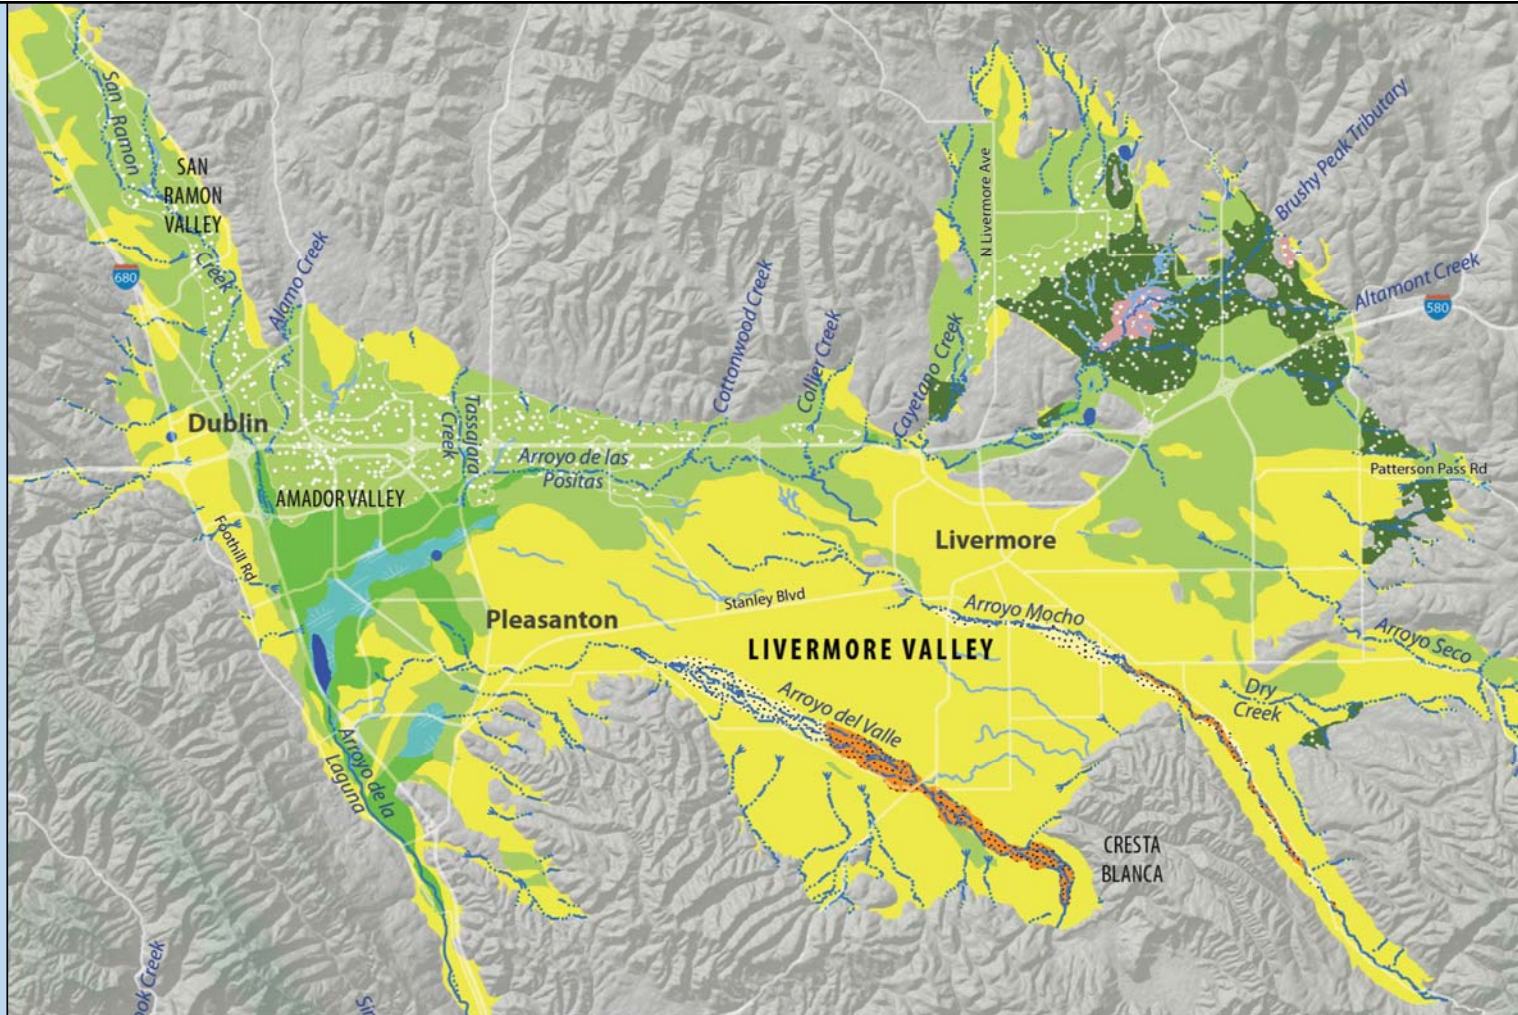 San Ramon
Creek
SAN
RAMON
VALLEY
680
Alamo Creek
N Livermore Ave
Brushy Peak Tributary
Altamont Creek
580
Cottonwood Creek
Collier Creek
Cayetano Creek
Dublin
Tassajara
Creek
Arroyo de las
Positas
Patterson Pass Rd
AMADOR VALLEY
Foothill Rd
Livermore
Stanley Blvd
Pleasanton
Arroyo Mocho
LIVERMORE VALLEY
Arroyo Seco
Dry
Creek
Arroyo del Valle
Arroyo de la
Laguna
CRESTA
BLANCA
ook Creek